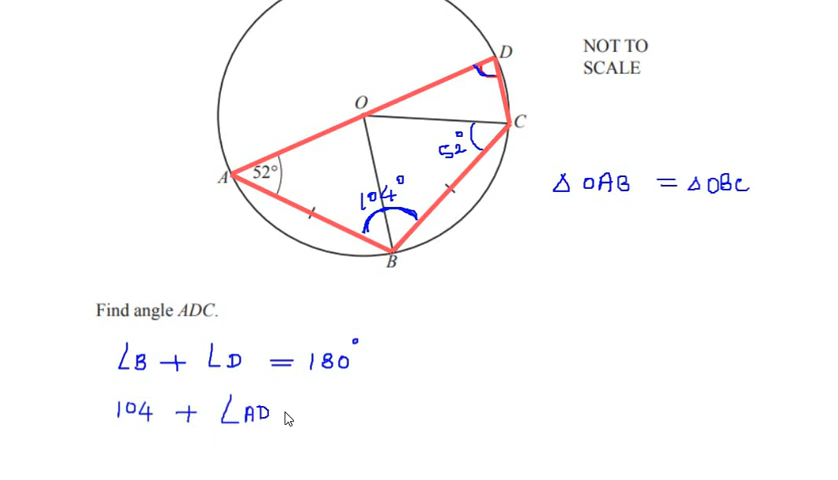 D
NOT TO
SCALE
O
C
52°
A
52°
104°
△ OAB = △ OBC
B
Find angle ADC.
∠B + ∠D = 180°
104 + ∠AD